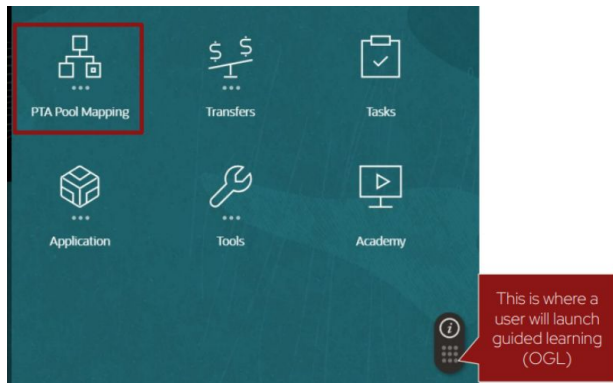 $ $
PTA Pool Mapping
Transfers
Tasks
Application
Tools
Academy
i
This is where a
user will launch
guided learning
(OGL)